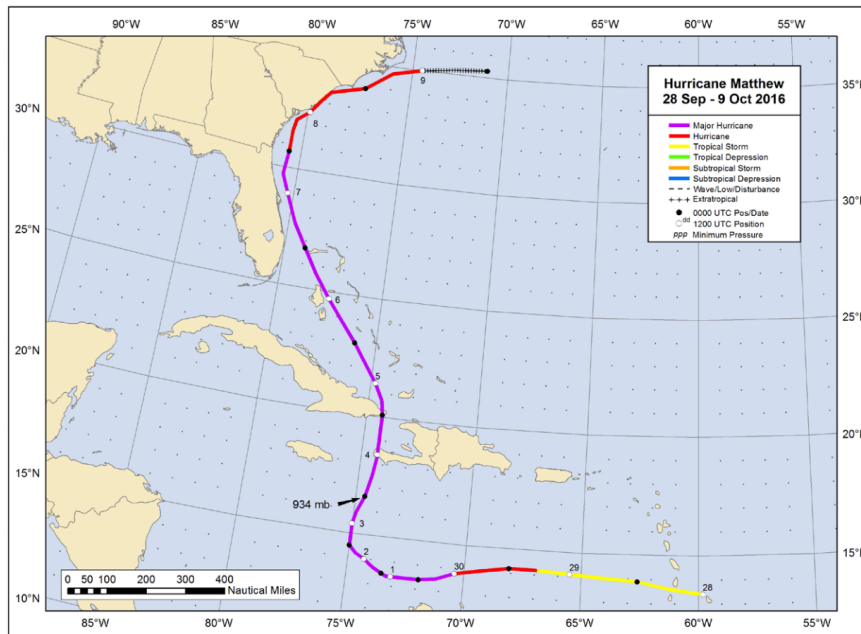 90°W 85°W 80°W 75°W 70°W 65°W 60°W 55°W
Hurricane Matthew
28 Sep - 9 Oct 2016
Major Hurricane
Hurricane
Tropical Storm
Tropical Depression
Subtropical Storm
Subtropical Depression
Wave/Low/Disturbance
Extratropical
0000 UTC Pos/Date
dd
1200 UTC Position
ppp Minimum Pressure
9
35°N
30°N
8
7
30°N
25°N
6
25°N
20°N
5
20°N
4
15°N
934 mb
3
2
15°N
1
30
29
28
0 50 100 200 300 400
Nautical Miles
10°N
10°N
85°W 80°W 75°W 70°W 65°W 60°W